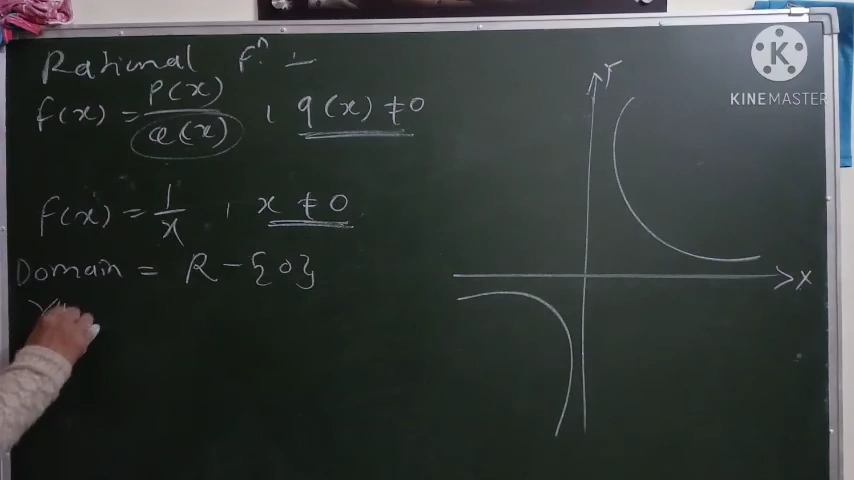 Rational fⁿ :-
f(x) = p(x)/q(x) , q(x) ≠ 0
f(x) = 1/x , x ≠ 0
Domain = R - {0}
Y
X
K
KINEMASTER